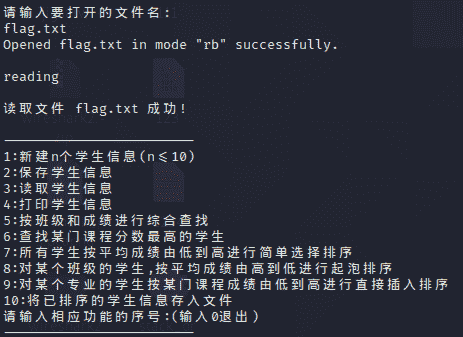 请输入要打开的文件名:
flag.txt
Opened flag.txt in mode "rb" successfully.
reading
读取文件 flag.txt 成功!
------------------------
1:新建n个学生信息(n≤10)
2:保存学生信息
3:读取学生信息
4:打印学生信息
5:按班级和成绩进行综合查找
6:查找某门课程分数最高的学生
7:所有学生按平均成绩由低到高进行简单选择排序
8:对某个班级的学生,按平均成绩由高到低进行起泡排序
9:对某个专业的学生按某门课程成绩由低到高进行直接插入排序
10:将已排序的学生信息存入文件
请输入相应功能的序号:(输入0退出)
------------------------